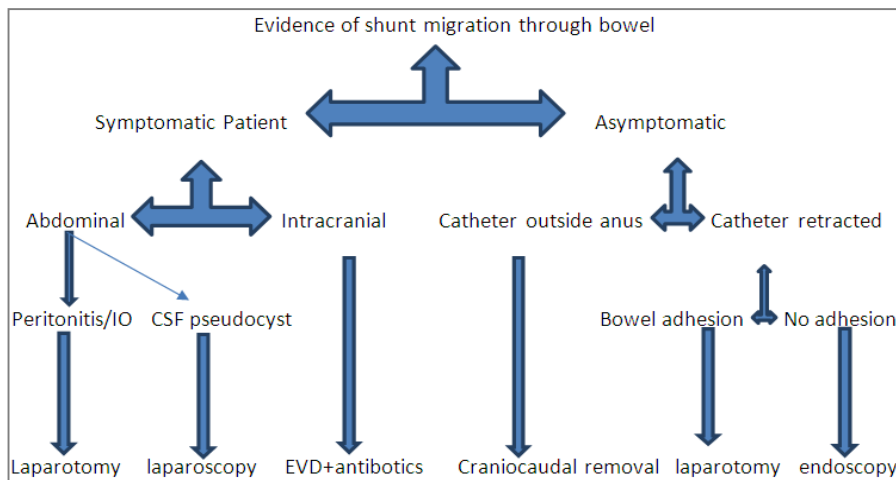 Evidence of shunt migration through bowel
Symptomatic Patient
Asymptomatic
Abdominal
Intracranial
Catheter outside anus
Catheter retracted
Peritonitis/IO
CSF pseudocyst
Bowel adhesion
No adhesion
Laparotomy
laparoscopy
EVD+antibotics
Craniocaudal removal
laparotomy
endoscopy